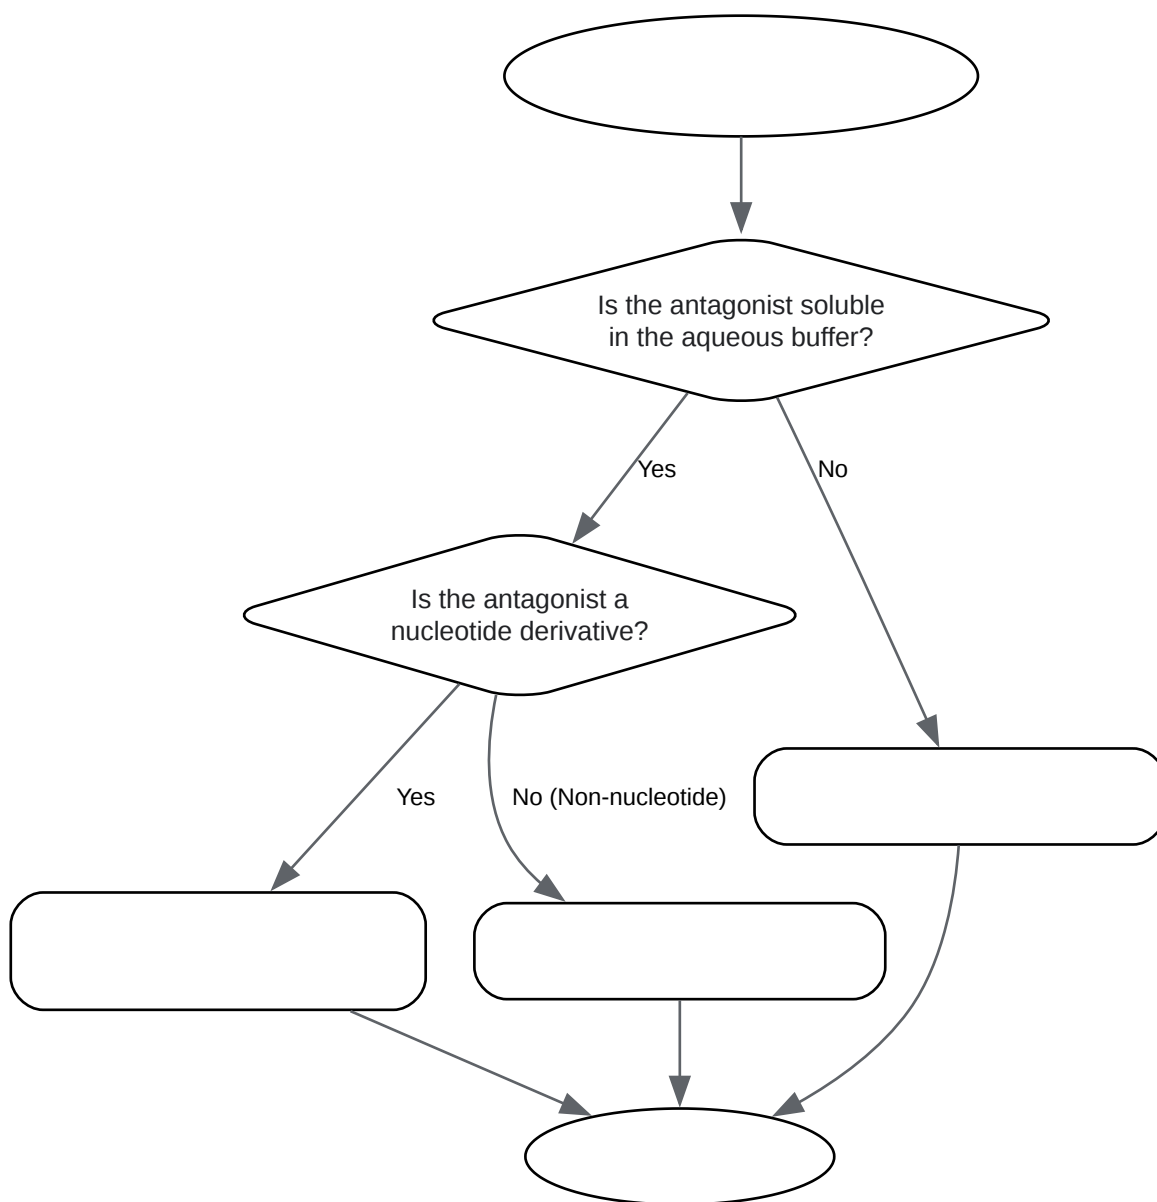 Is the antagonist soluble
in the aqueous buffer?
Yes
No
Is the antagonist a
nucleotide derivative?
Yes
No (Non-nucleotide)